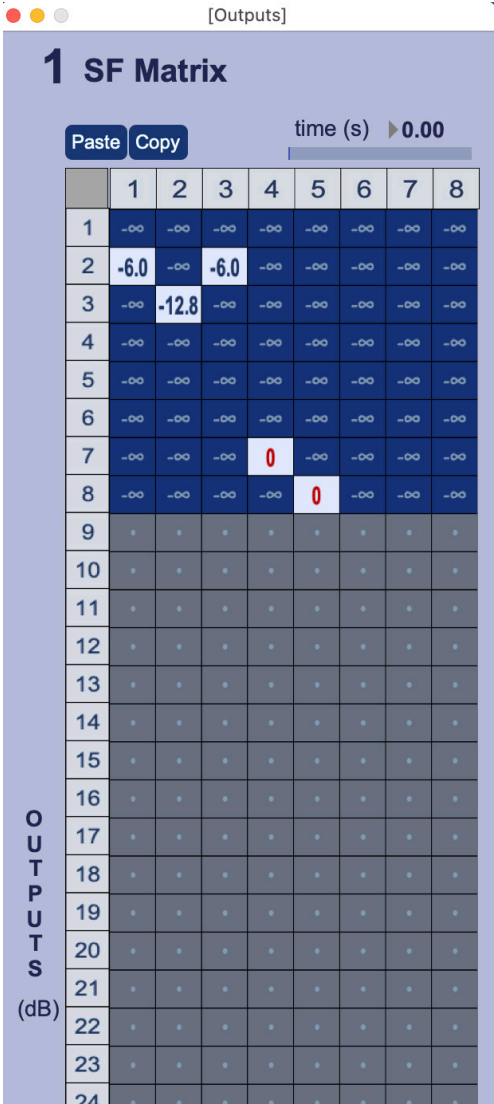 [Outputs]
1 SF Matrix
Paste Copy time (s) 0.00
1 2 3 4 5 6 7 8
1 -∞ -∞ -∞ -∞ -∞ -∞ -∞ -∞
2 -6.0 -∞ -6.0 -∞ -∞ -∞ -∞ -∞
3 -∞ -12.8 -∞ -∞ -∞ -∞ -∞ -∞
4 -∞ -∞ -∞ -∞ -∞ -∞ -∞ -∞
5 -∞ -∞ -∞ -∞ -∞ -∞ -∞ -∞
6 -∞ -∞ -∞ -∞ -∞ -∞ -∞ -∞
7 -∞ -∞ -∞ 0 -∞ -∞ -∞ -∞
8 -∞ -∞ -∞ -∞ 0 -∞ -∞ -∞
9
10
11
12
13
14
15
16
17
18
19
20
21
22
23
24
OUTPUTS
(dB)